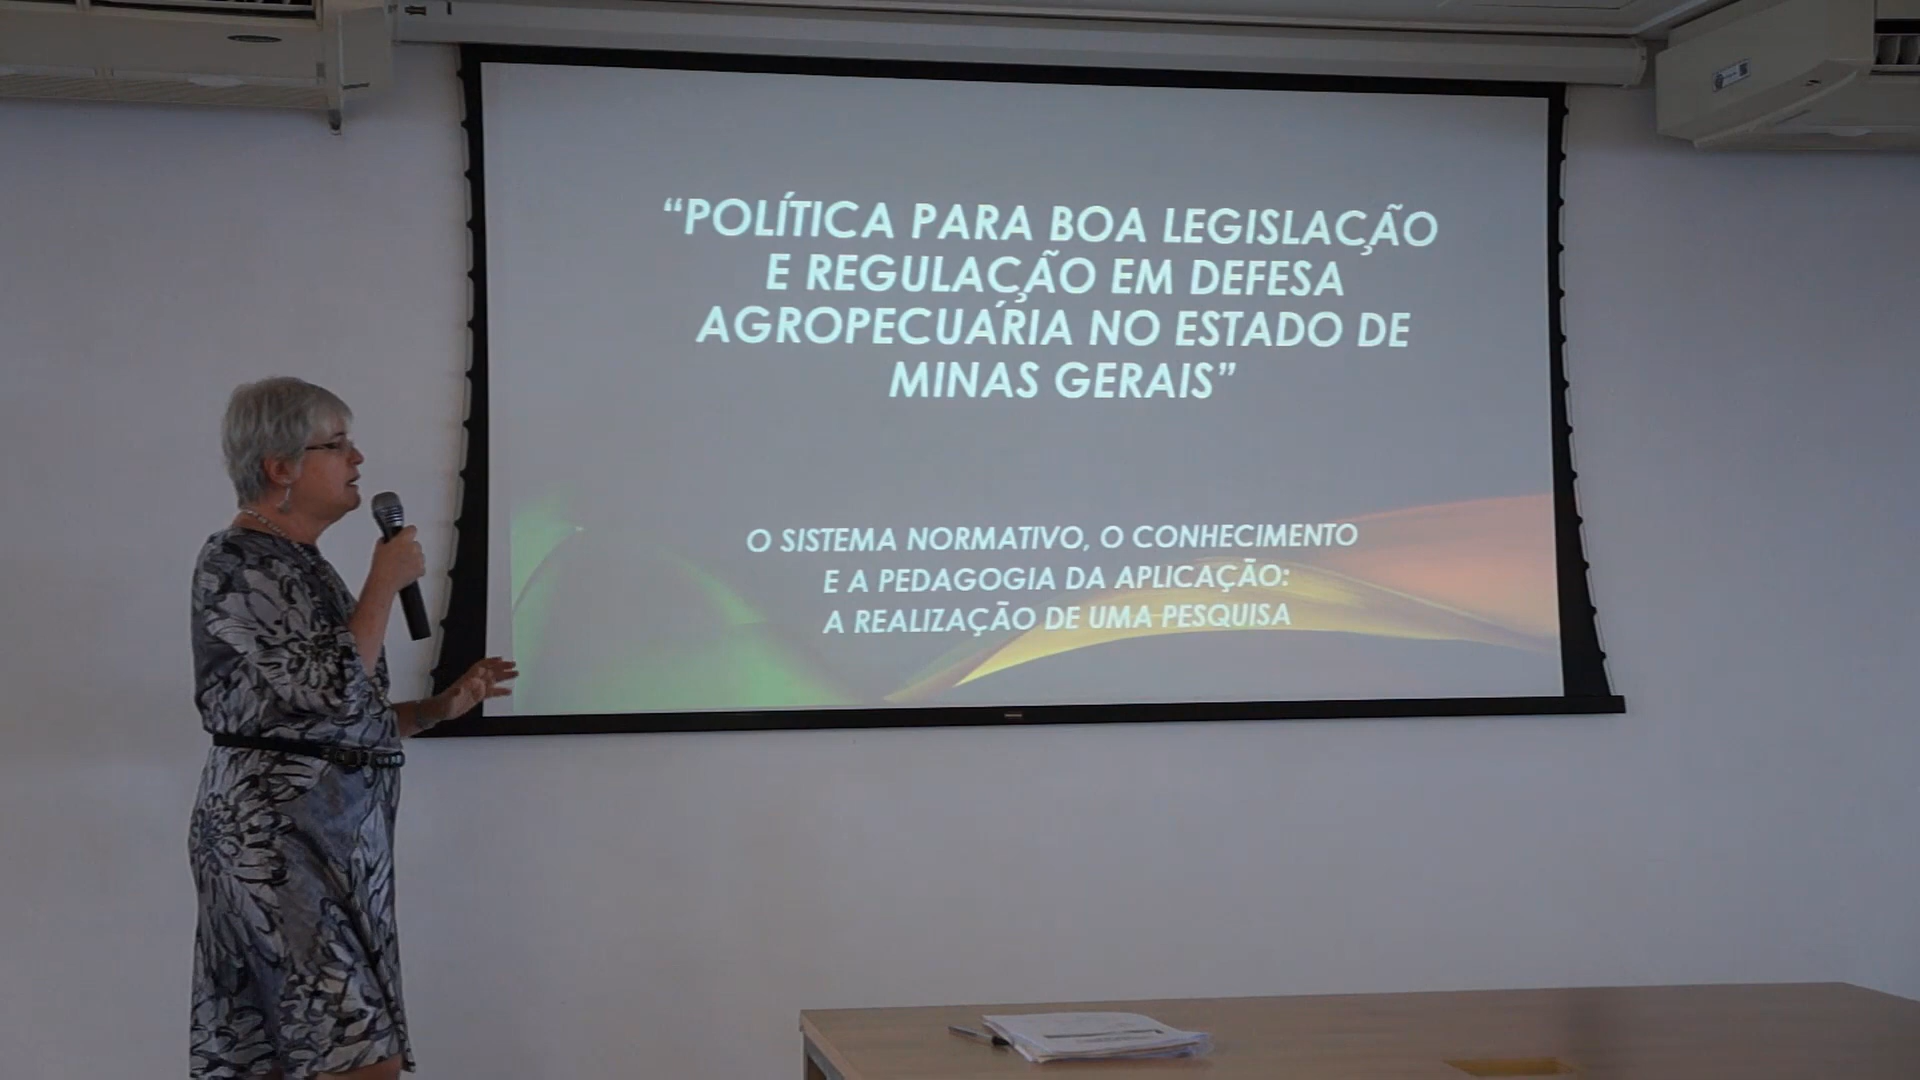 “POLÍTICA PARA BOA LEGISLAÇÃO
E REGULAÇÃO EM DEFESA
AGROPECUÁRIA NO ESTADO DE
MINAS GERAIS”
O SISTEMA NORMATIVO, O CONHECIMENTO
E A PEDAGOGIA DA APLICAÇÃO:
A REALIZAÇÃO DE UMA PESQUISA